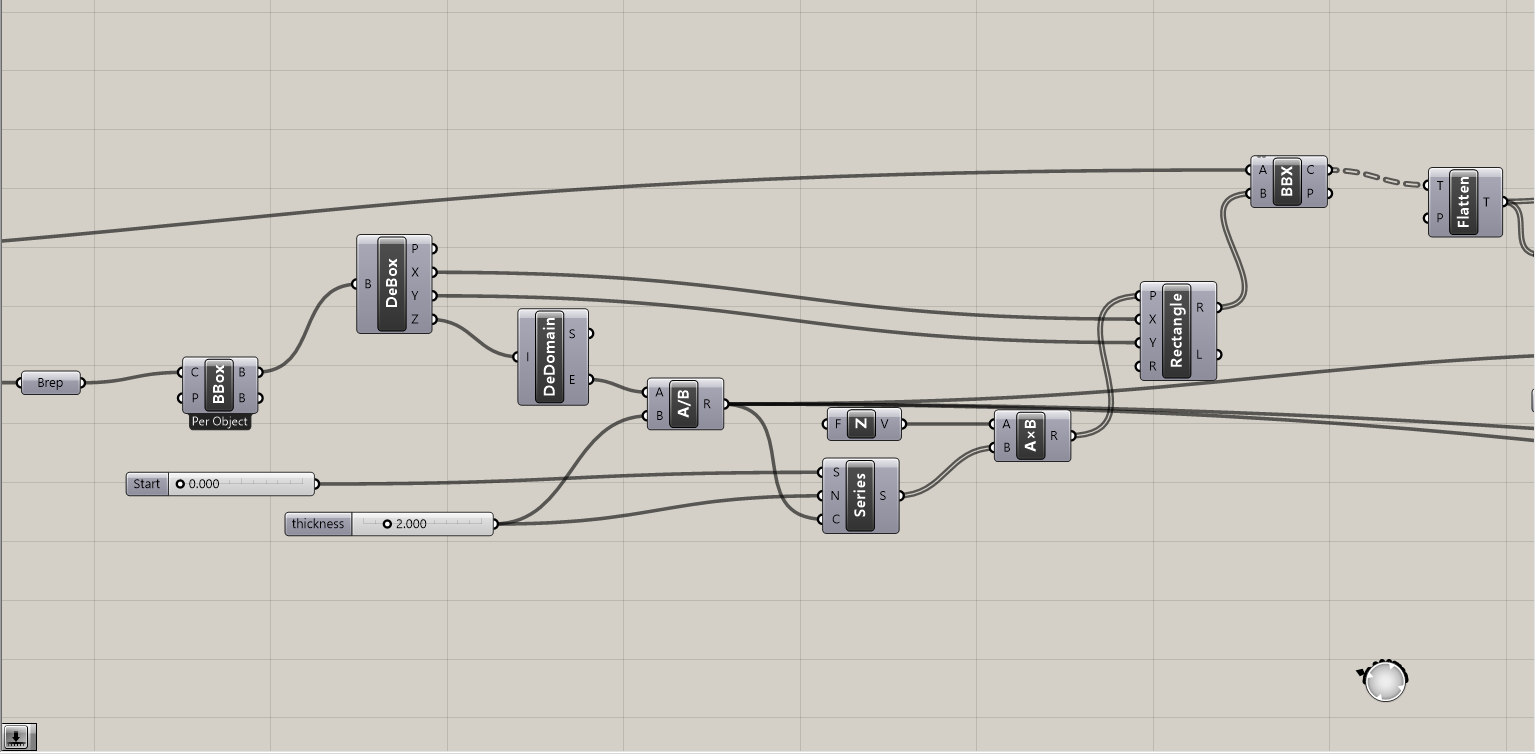 A
BBX
C
B
P
T
Flatten
T
P
DeBox
P
B
X
Y
Z
P
Rectangle
R
X
Y
L
R
DeDomain
S
I
E
Brep
C
BBox
B
P
B
Per Object
A
A/B
R
B
F
Z
V
A
A×B
R
B
S
Series
N
S
C
Start
0.000
thickness
2.000